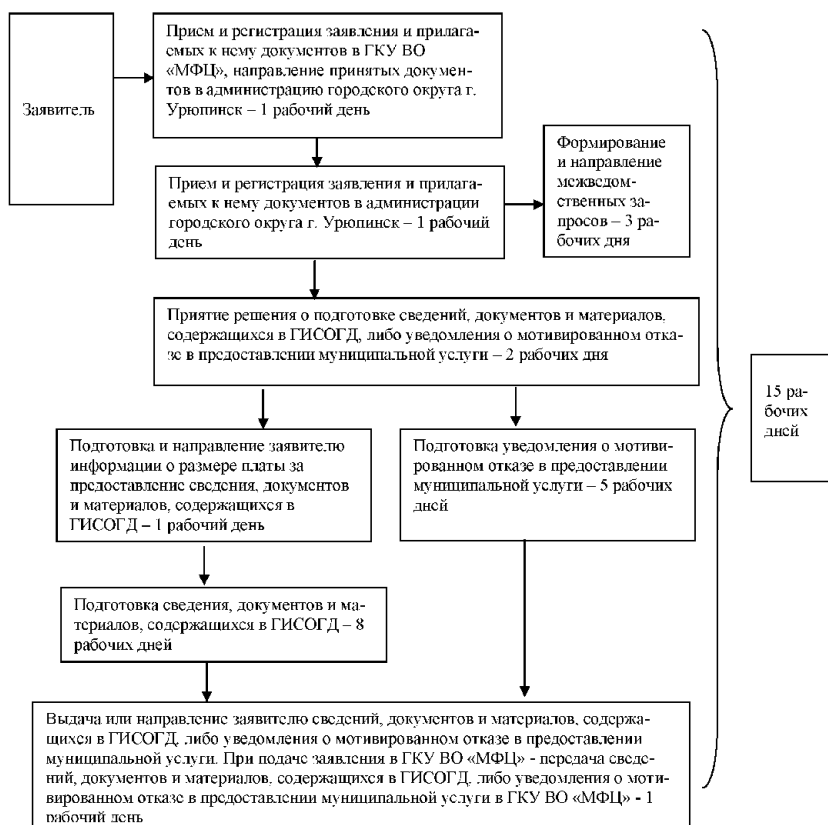 Заявитель
Прием и регистрация заявления и прилага-
емых к нему документов в ГКУ ВО
«МФЦ», направление принятых докумен-
тов в администрацию городского округа г.
Урюпинск – 1 рабочий день
Прием и регистрация заявления и прилага-
емых к нему документов в администрации
городского округа г. Урюпинск – 1 рабочий
день
Формирование
и направление
межведом-
ственных за-
просов – 3 ра-
бочих дня
Приятие решения о подготовке сведений, документов и материалов,
содержащихся в ГИСОГД, либо уведомления о мотивированном отка-
зе в предоставлении муниципальной услуги – 2 рабочих дня
15 ра-
бочих
дней
Подготовка и направление заявителю
информации о размере платы за
предоставление сведения, документов
и материалов, содержащихся в
ГИСОГД – 1 рабочий день
Подготовка уведомления о мотиви-
рованном отказе в предоставлении
муниципальной услуги – 5 рабочих
дней
Подготовка сведения, документов и ма-
териалов, содержащихся в ГИСОГД – 8
рабочих дней
Выдача или направление заявителю сведений, документов и материалов, содержа-
щихся в ГИСОГД, либо уведомления о мотивированном отказе в предоставлении
муниципальной услуги. При подаче заявления в ГКУ ВО «МФЦ» - передача сведе-
ний, документов и материалов, содержащихся в ГИСОГД, либо уведомления о моти-
вированном отказе в предоставлении муниципальной услуги в ГКУ ВО «МФЦ» - 1
рабочий день